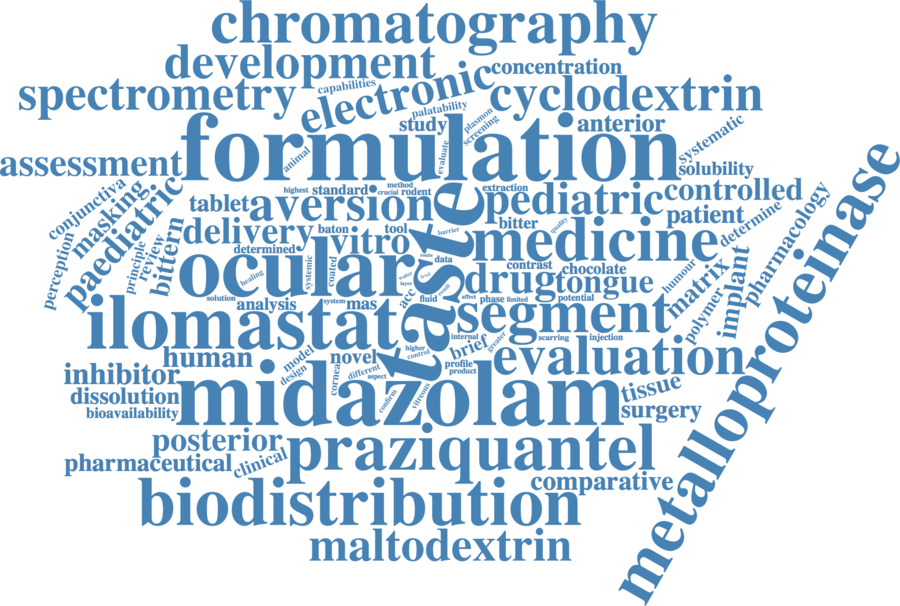 chromatography
development
concentration
capabilities
electronic
spectrometry
cyclodextrin
palatability
plasmon
screening
study
anterior
systematic
formulation
animal
evaluate
assessment
solubility
highest
standard
method
crucial
rodent
extraction
pediatric
controlled
conjunctiva
masking
paediatric
tablet
aversion
taste
bitter
quality
patient
determine
pharmacology
metalloproteinase
perception
principle
review
bittern
delivery
baton
vitro
tool
barrier
medicine
determined
ocular
systemic
coated
healing
route
data
contrast
chocolate
drug
tongue
humour
matrix
implant
polymer
water
layer
level
acc
solution
analysis
system
mas
fluid
affect
phase
limited
potential
ilomastat
segment
internal
scarring
injection
greater
brief
higher
control
human
model
design
novel
cornea
different
aspect
profile
product
evaluation
inhibitor
dissolution
bioavailability
midazolam
confirm
vitreous
tissue
surgery
posterior
pharmaceutical
clinical
praziquantel
comparative
biodistribution
maltodextrin